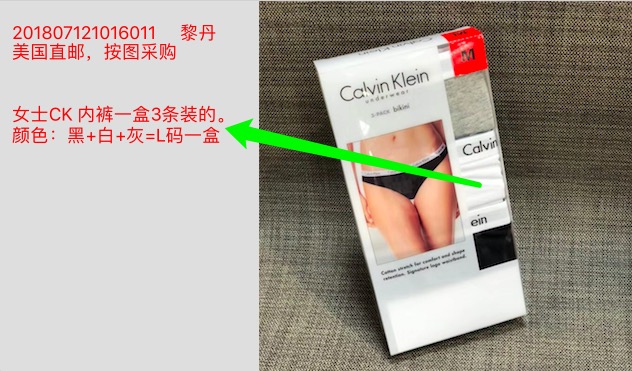 201807121016011 黎丹
美国直邮，按图采购
女士CK 内裤一盒3条装的。
颜色：黑+白+灰=L码一盒
M
Calvin Klein
underwear
bikini
Calvin
ein
Cotton stretch for comfort and shape
retention. Signature logo waistband.